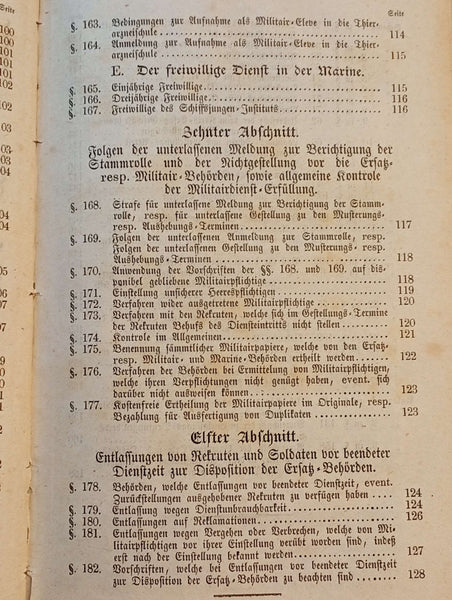 Seite
Seite
§. 163. Bedingungen zur Aufnahme als Militair-Eleve in die Thier-
arzneischule 114
§. 164. Anmeldung zur Aufnahme als Militair-Eleve in die Thier-
arzneischule 115
E. Der freiwillige Dienst in der Marine.
§. 165. Einjährige Freiwillige 115
§. 166. Dreijährige Freiwillige 116
§. 167. Freiwillige des Schiffsjungen-Instituts 116
Zehnter Abschnitt.
Folgen der unterlassenen Meldung zur Berichtigung der
Stammrolle und der Nichtgestellung vor die Ersatz-
resp. Militair-Behörden, sowie allgemeine Kontrole
der Militairdienst-Erfüllung.
§. 168. Strafe für unterlassene Meldung zur Berichtigung der Stamm-
rolle, resp. für unterlassene Gestellung zu den Musterungs-
resp. Aushebungs-Terminen 117
§. 169. Folgen der unterlassenen Anmeldung zur Stammrolle, resp.
Folgen der unterlassenen Gestellung zu den Musterungs- resp.
Aushebungs-Terminen 118
§. 170. Anwendung der Vorschriften der §§. 168. und 169. auf dis-
ponibel gebliebene Militairpflichtige 118
§. 171. Einstellung unsicherer Heerespflichtigen 119
§. 172. Verfahren wider ausgetretene Militairpflichtige 120
§. 173. Verfahren mit den Rekruten, welche sich im Gestellungs-Termine
der Rekruten Behufs des Diensteintritts nicht stellen 120
§. 174. Kontrole im Allgemeinen 121
§. 175. Benennung sämmtlicher Militairpapiere, welche von den Ersatz-
resp. Militair- und Marine-Behörden ertheilt werden 122
§. 176. Verfahren der Behörden bei Ermittelung von Militairpflichtigen,
welche ihren Verpflichtungen nicht genügt haben, event. sich
darüber nicht ausweisen können 123
§. 177. Kostenfreie Ertheilung der Militairpapiere im Originale, resp.
Bezahlung für Ausfertigung von Duplikaten 123
Elfter Abschnitt.
Entlassungen von Rekruten und Soldaten vor beendeter
Dienstzeit zur Disposition der Ersatz-Behörden.
§. 178. Behörden, welche Entlassungen vor beendeter Dienstzeit, event.
Zurückstellungen ausgehobener Rekruten zu verfügen haben 124
§. 179. Entlassung wegen Dienstunbrauchbarkeit 124
§. 180. Entlassungen auf Reklamationen 126
§. 181. Entlassungen wegen Vergehen oder Verbrechen, welche von Mi-
litairpflichtigen vor ihrer Einstellung verübt worden sind, indeß
erst nach der Einstellung bekannt werden 127
§. 182. Vorschriften, welche bei Entlassungen vor beendeter Dienstzeit
zur Disposition der Ersatz-Behörden zu beachten sind 128